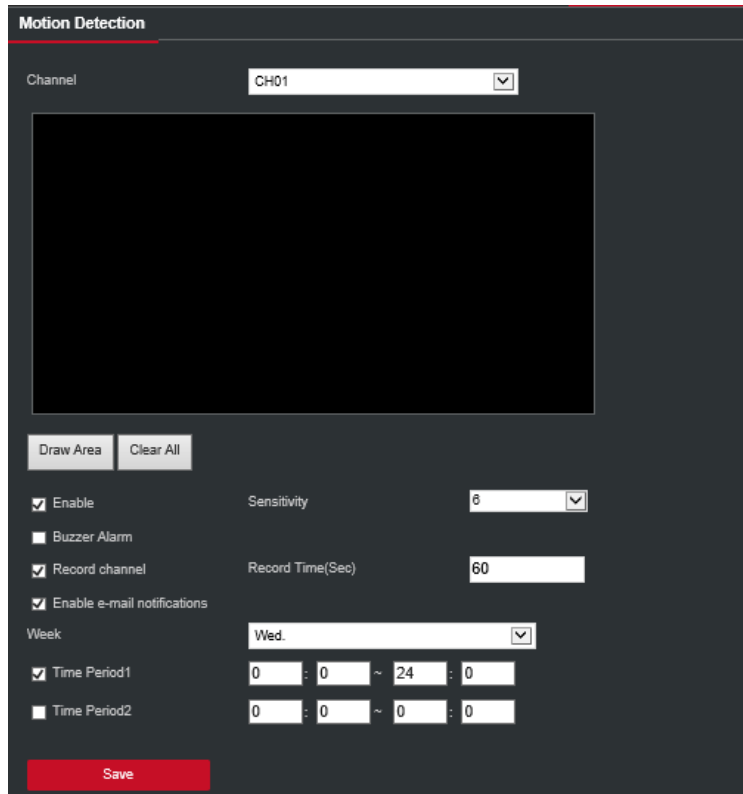 Motion Detection
Channel CH01
Draw Area Clear All
Enable Sensitivity 6
Buzzer Alarm
Record channel Record Time(Sec) 60
Enable e-mail notifications
Week Wed.
Time Period1 0 : 0 ~ 24 : 0
Time Period2 0 : 0 ~ 0 : 0
Save